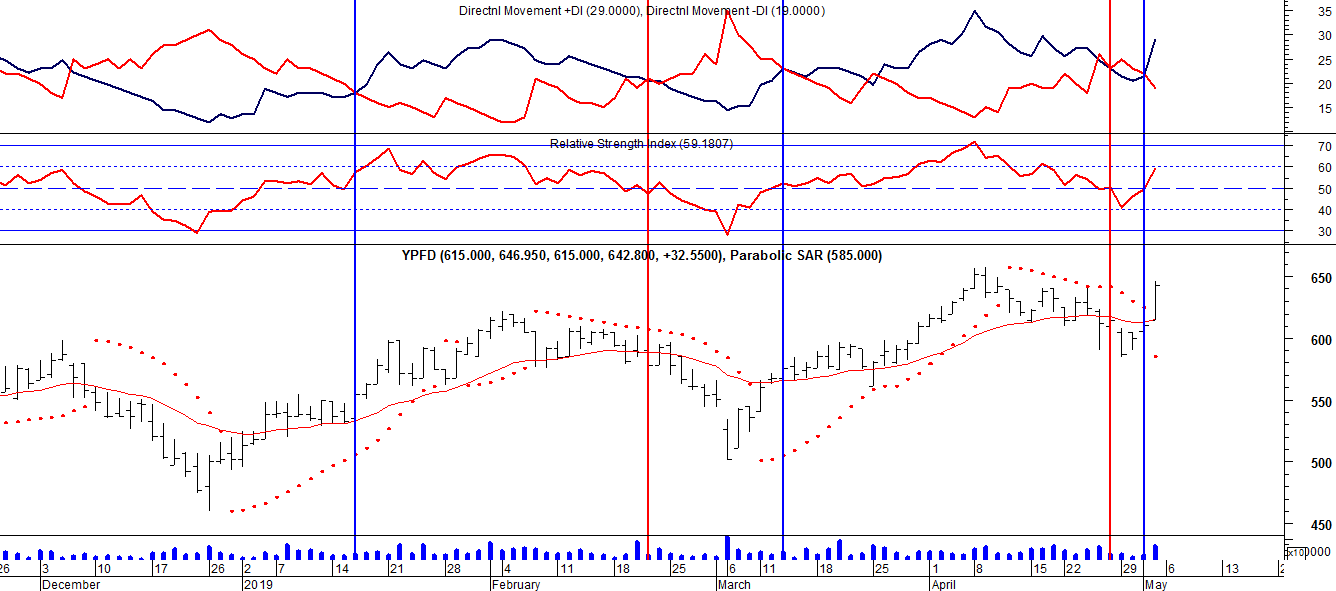 Directnl Movement +DI (29.0000), Directnl Movement -DI (19.0000)
35
30
25
20
15
Relative Strength Index (59.1807)
70
60
50
40
30
YPFD (615.000, 646.950, 615.000, 642.800, +32.5500), Parabolic SAR (585.000)
650
600
550
500
450
x10000
26 3 10 17 26 2 7 14 21 28 4 11 18 25 6 11 18 25 1 8 15 22 29 6 13 2
December 2019 February March April May